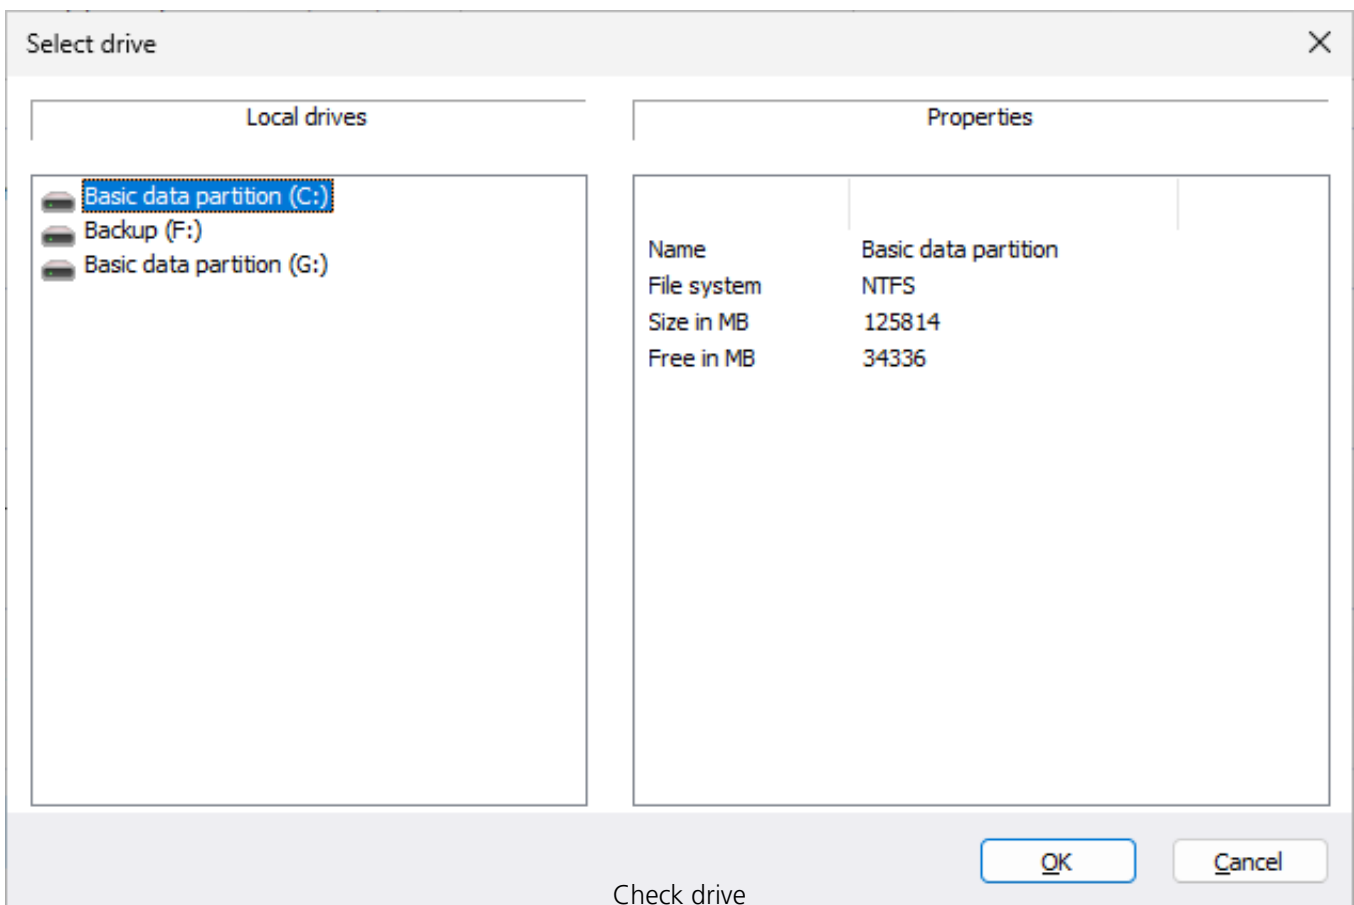 Select drive
Local drives
Basic data partition (C:)
Backup (F:)
Basic data partition (G:)
Properties
Name Basic data partition
File system NTFS
Size in MB 125814
Free in MB 34336
OK Cancel
Check drive